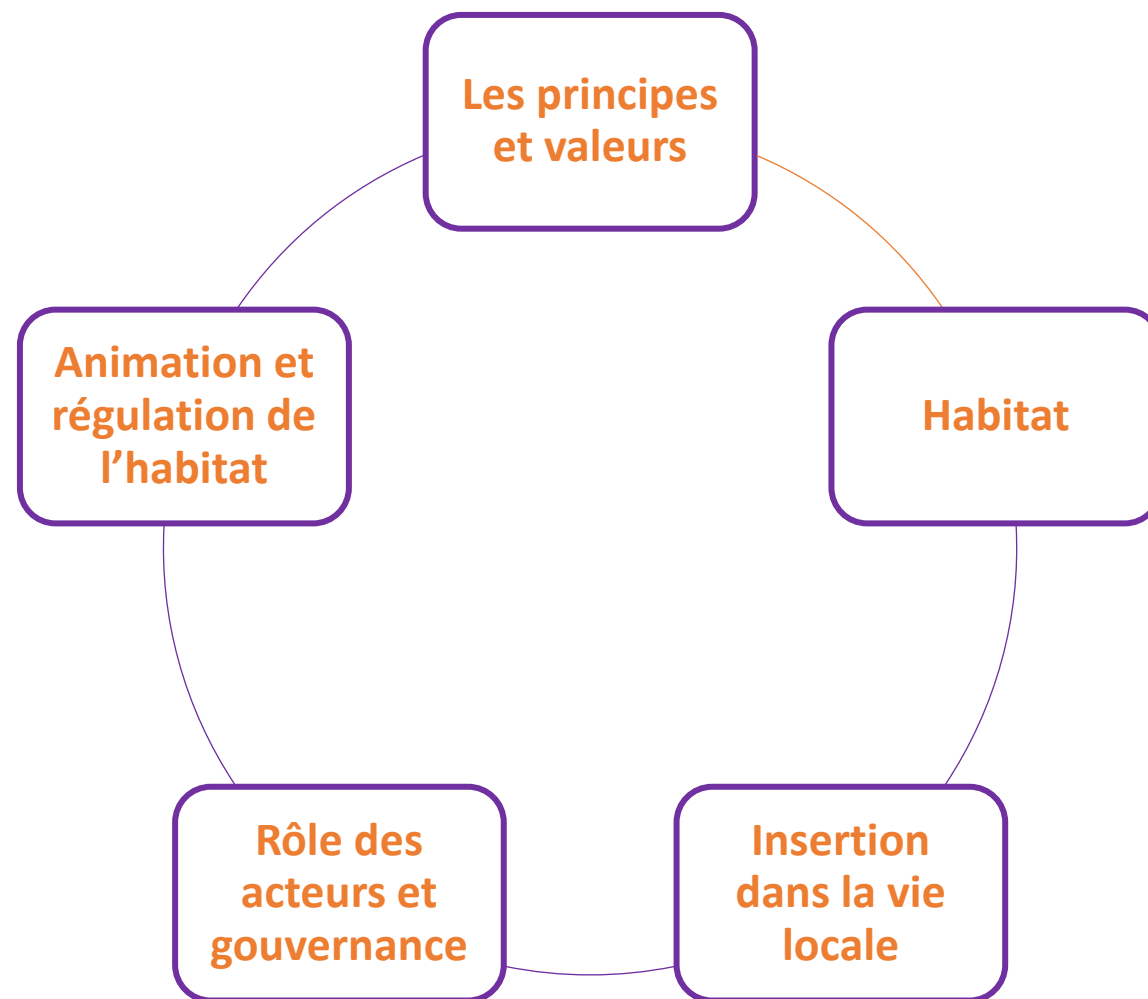 Les principes
et valeurs
Animation et
régulation de
l’habitat
Habitat
Rôle des
acteurs et
gouvernance
Insertion
dans la vie
locale